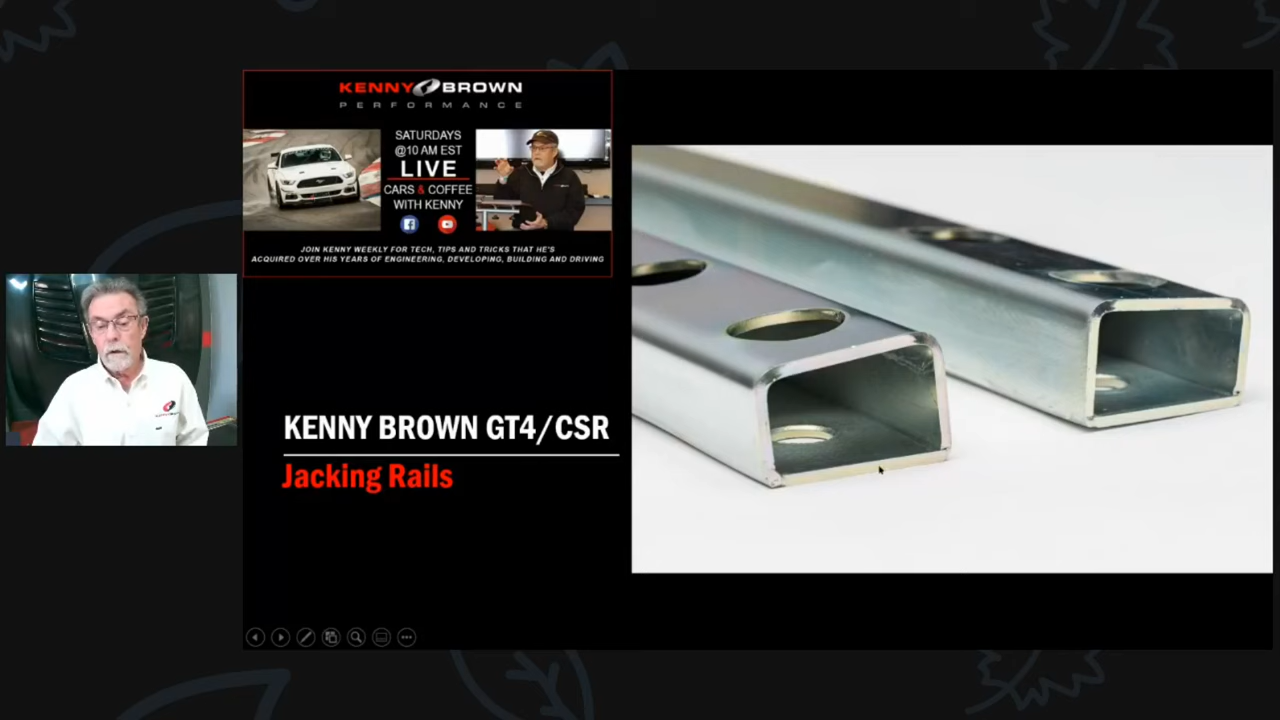 KENNY BROWN
PERFORMANCE
SATURDAYS
@10 AM EST
LIVE
CARS & COFFEE
WITH KENNY
JOIN KENNY WEEKLY FOR TECH, TIPS AND TRICKS THAT HE'S
ACQUIRED OVER HIS YEARS OF ENGINEERING, DEVELOPING, BUILDING AND DRIVING
KENNY BROWN GT4/CSR
Jacking Rails